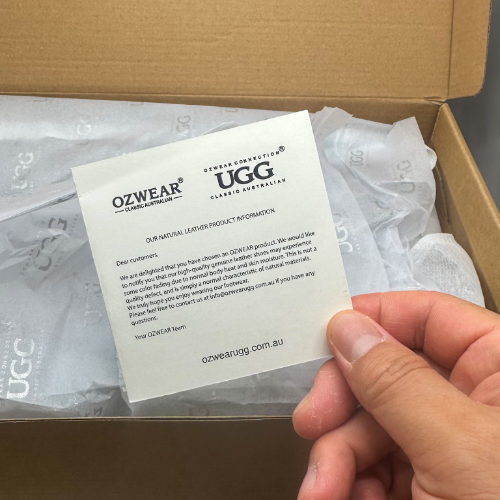 OZWEAR®
CLASSIC AUSTRALIAN
OZWEAR CONNECTION®
UGG
CLASSIC AUSTRALIAN
OUR NATURAL LEATHER PRODUCT INFORMATION
Dear customers,
We are delighted that you have chosen an OZWEAR product. We would like
to notify you that our high-quality genuine leather shoes may experience
some color fading due to normal body heat and skin moisture. This is not a
quality defect, and is simply a normal characteristic of natural materials.
We truly hope you enjoy wearing our footwear.
Please feel free to contact us at info@ozwearugg.com.au if you have any
questions.
Your OZWEAR Team
ozwearugg.com.au
UGG
UGG
UGG
UGG